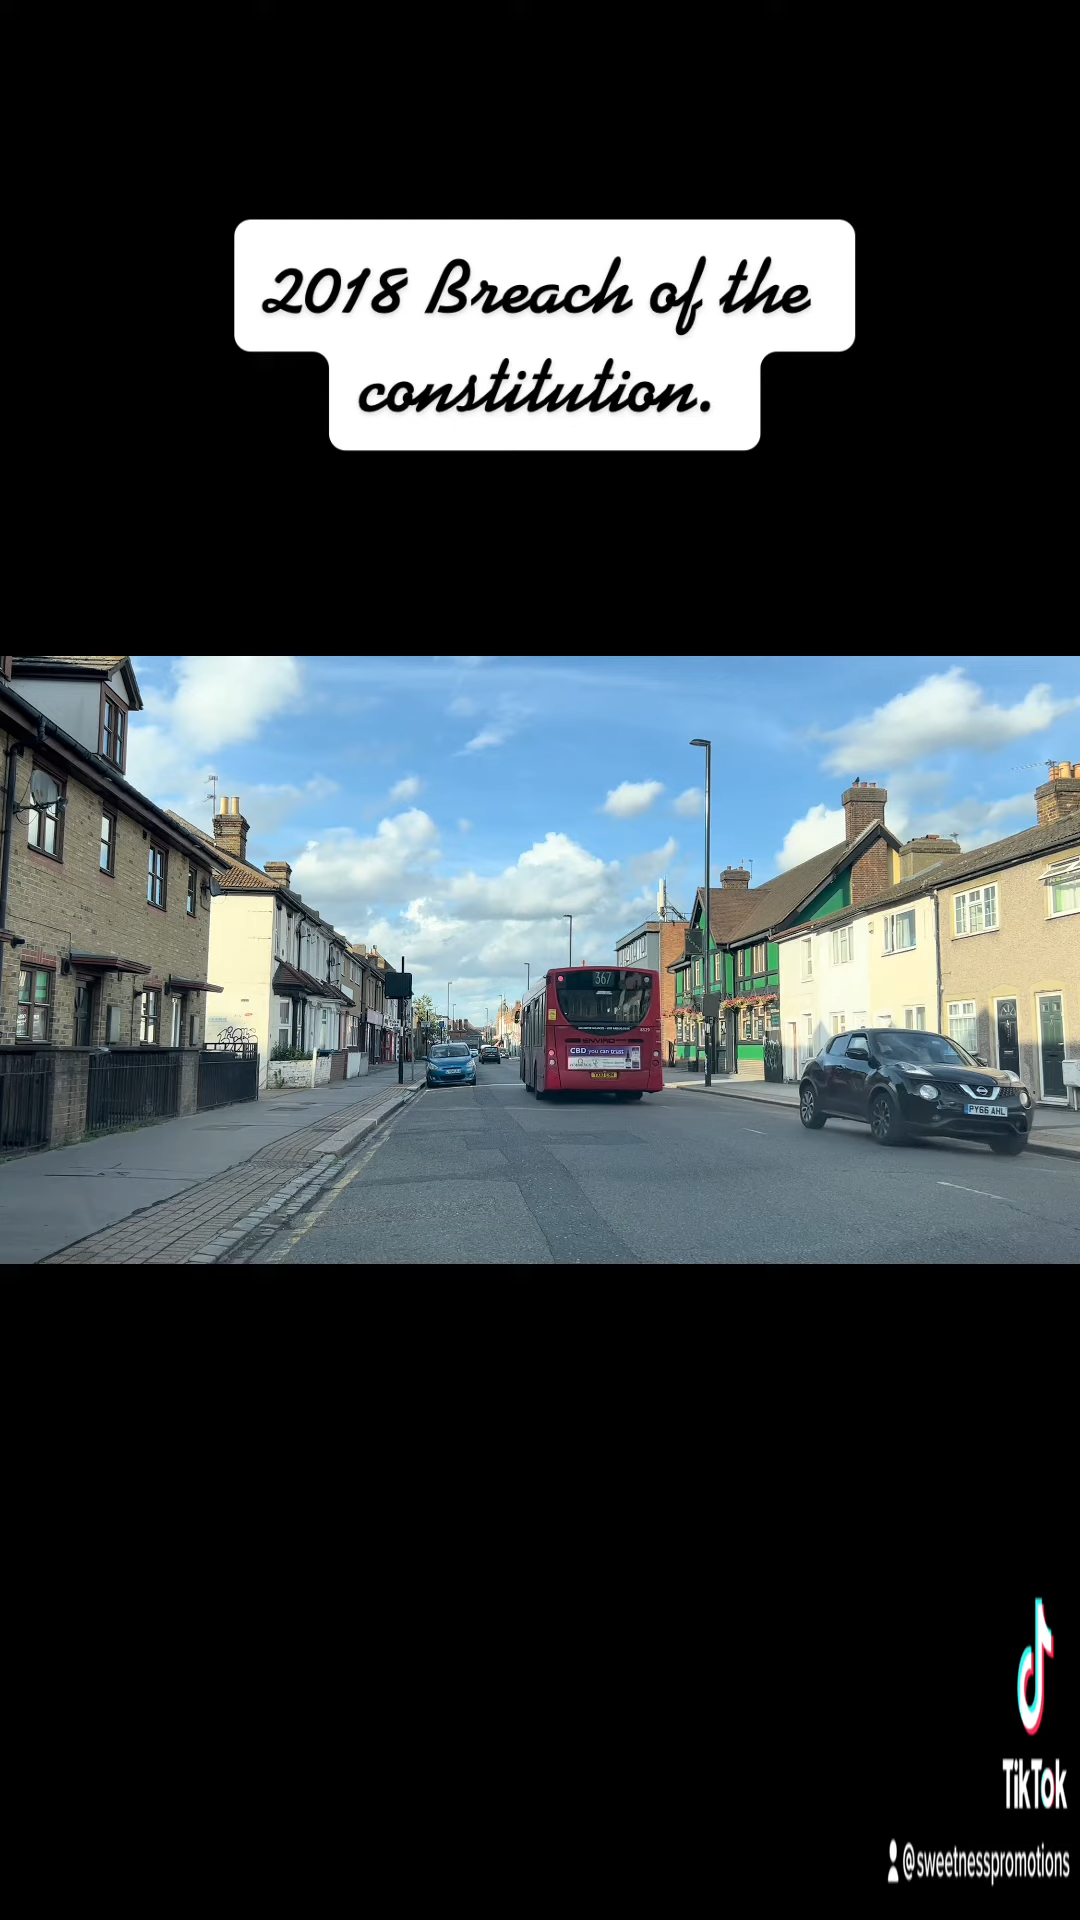 2018 Breach of the
constitution.
367
CBD you can trust
PY66 AHL
TikTok
@sweetnesspromotions